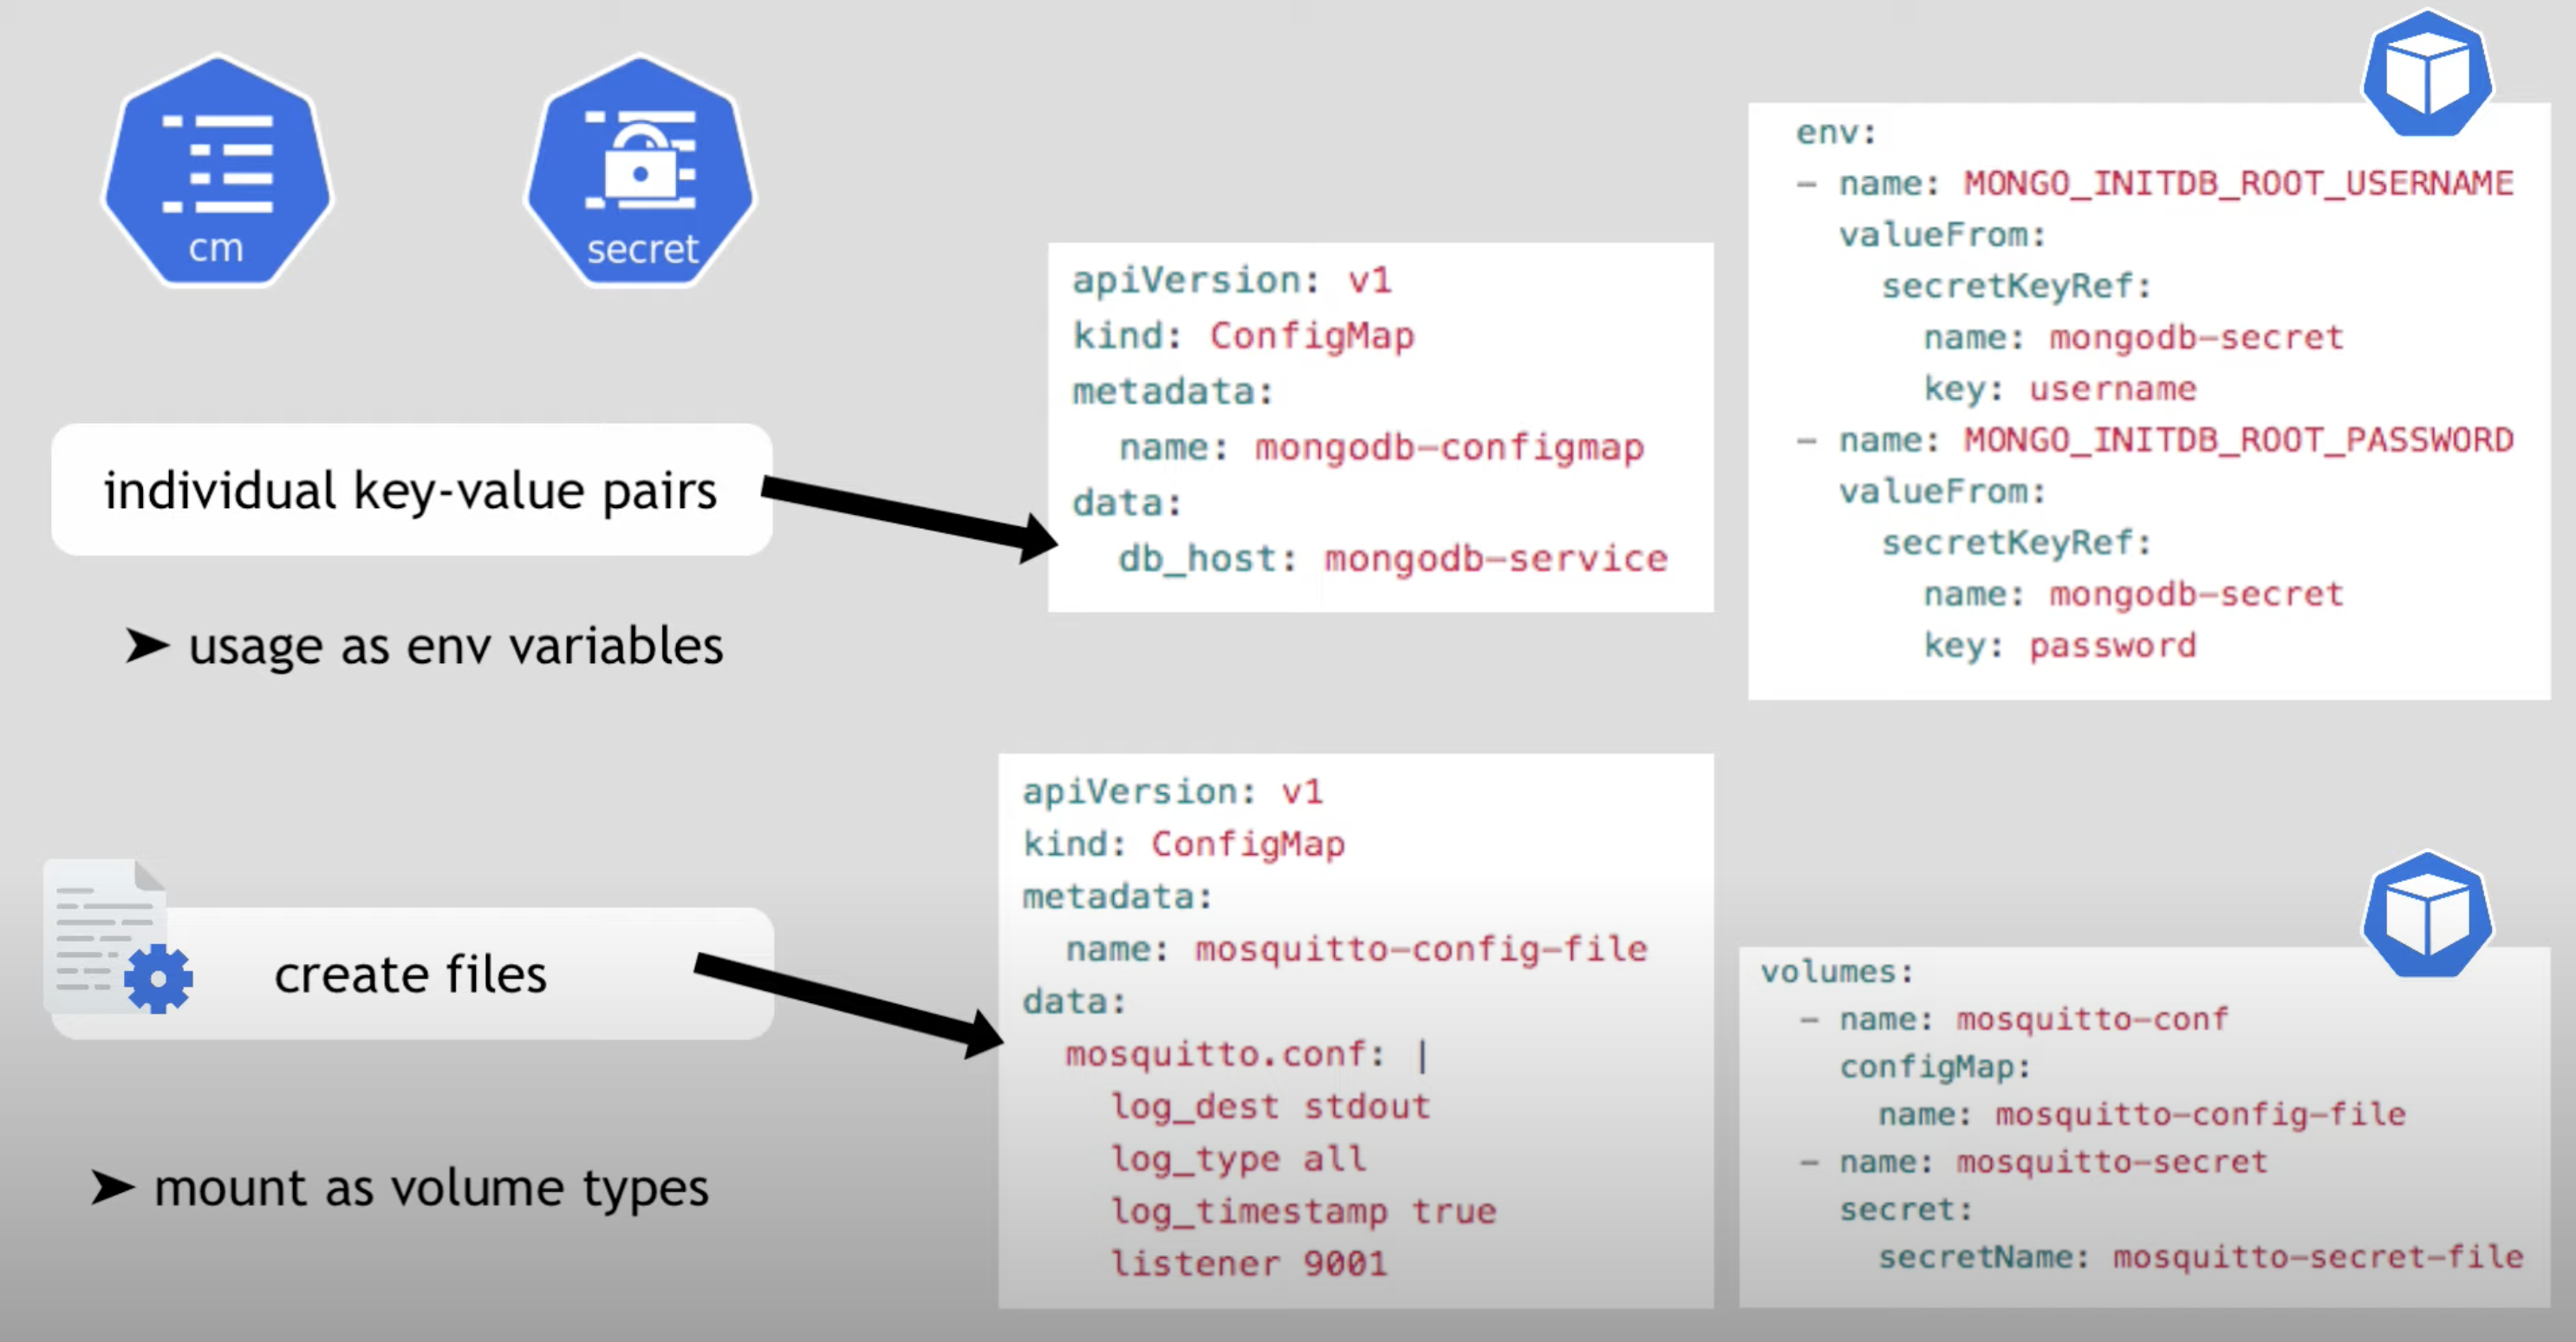 cm
secret
individual key-value pairs
➤ usage as env variables
apiVersion: v1
kind: ConfigMap
metadata:
  name: mongodb-configmap
data:
  db_host: mongodb-service
env:
- name: MONGO_INITDB_ROOT_USERNAME
  valueFrom:
    secretKeyRef:
      name: mongodb-secret
      key: username
- name: MONGO_INITDB_ROOT_PASSWORD
  valueFrom:
    secretKeyRef:
      name: mongodb-secret
      key: password
create files
➤ mount as volume types
apiVersion: v1
kind: ConfigMap
metadata:
  name: mosquitto-config-file
data:
  mosquitto.conf: |
    log_dest stdout
    log_type all
    log_timestamp true
    listener 9001
volumes:
  - name: mosquitto-conf
    configMap:
      name: mosquitto-config-file
  - name: mosquitto-secret
    secret:
      secretName: mosquitto-secret-file